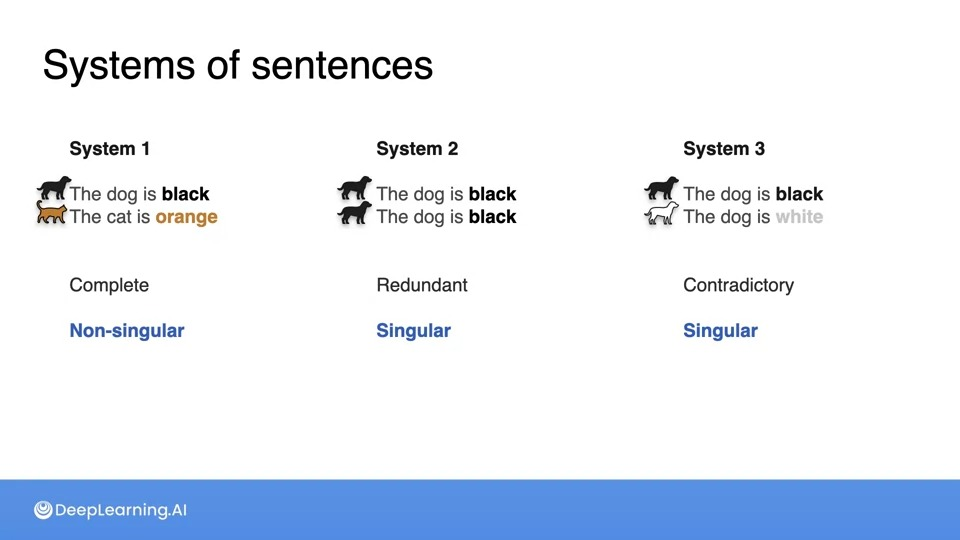 Systems of sentences
System 1
The dog is black
The cat is orange
Complete
Non-singular
System 2
The dog is black
The dog is black
Redundant
Singular
System 3
The dog is black
The dog is white
Contradictory
Singular
DeepLearning.AI